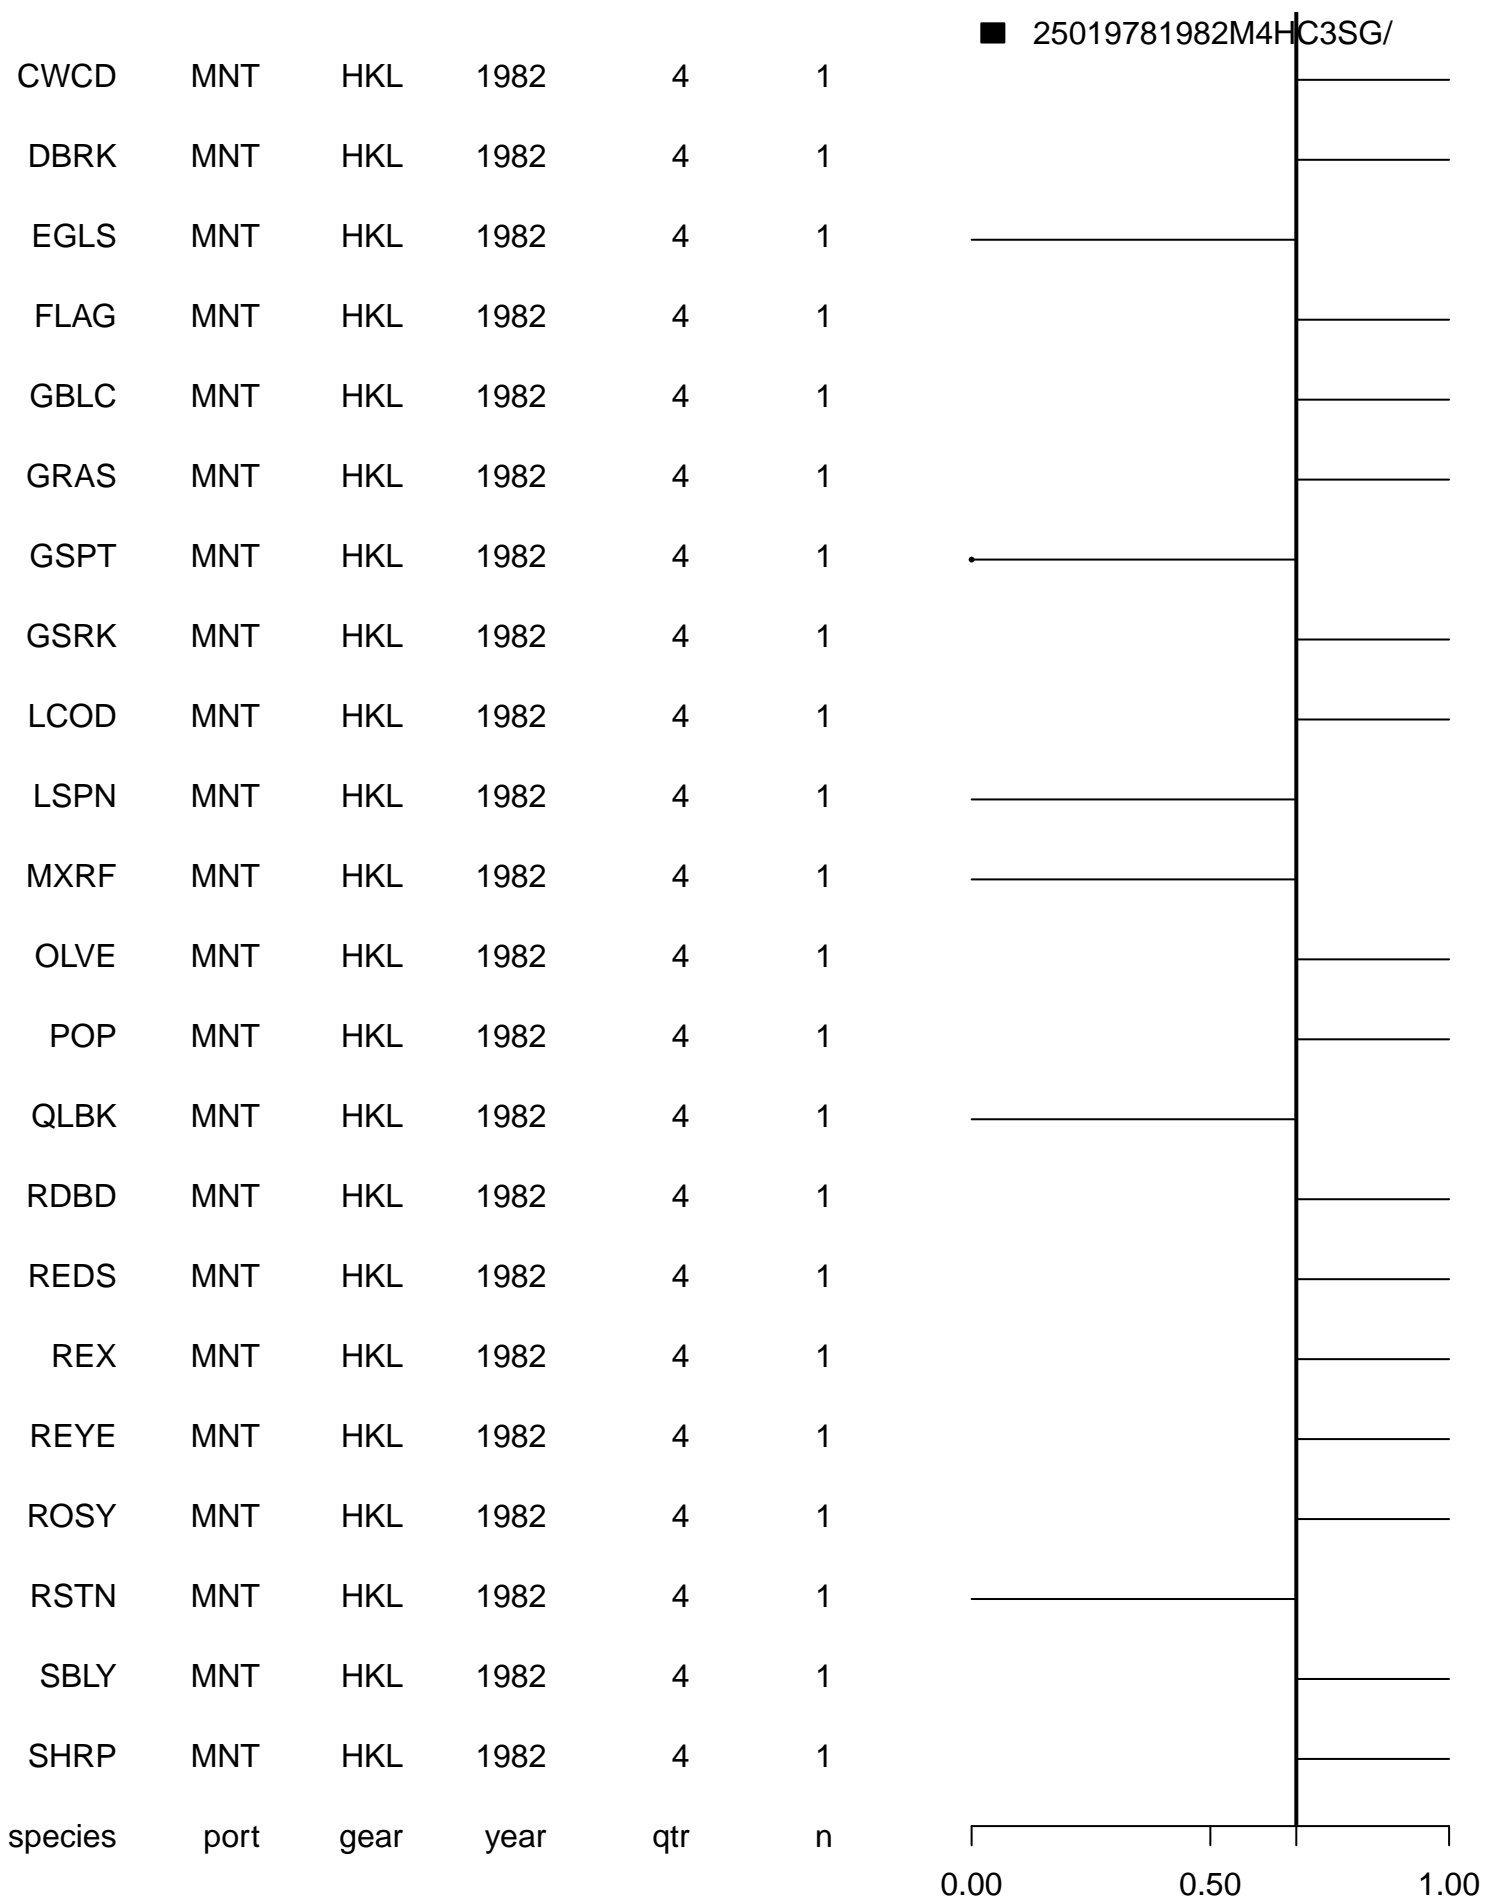 25019781982M4HC3SG/
CWCD MNT HKL 1982 4 1
DBRK MNT HKL 1982 4 1
EGLS MNT HKL 1982 4 1
FLAG MNT HKL 1982 4 1
GBLC MNT HKL 1982 4 1
GRAS MNT HKL 1982 4 1
GSPT MNT HKL 1982 4 1
GSRK MNT HKL 1982 4 1
LCOD MNT HKL 1982 4 1
LSPN MNT HKL 1982 4 1
MXRF MNT HKL 1982 4 1
OLVE MNT HKL 1982 4 1
POP MNT HKL 1982 4 1
QLBK MNT HKL 1982 4 1
RDBD MNT HKL 1982 4 1
REDS MNT HKL 1982 4 1
REX MNT HKL 1982 4 1
REYE MNT HKL 1982 4 1
ROSY MNT HKL 1982 4 1
RSTN MNT HKL 1982 4 1
SBLY MNT HKL 1982 4 1
SHRP MNT HKL 1982 4 1
species port gear year qtr n
0.00 0.50 1.00